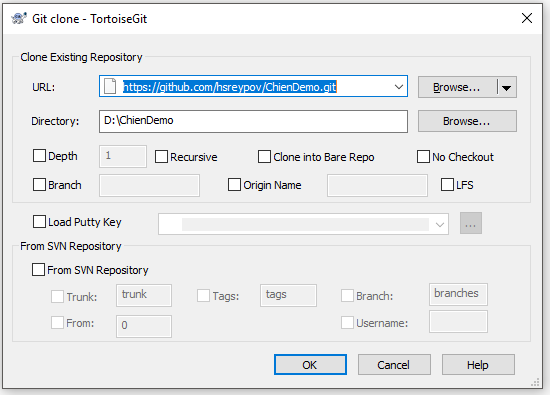 Git clone - TortoiseGit
Clone Existing Repository
URL: https://github.com/hsreypov/ChienDemo.git Browse...
Directory: D:\ChienDemo Browse...
Depth 1 Recursive Clone into Bare Repo No Checkout
Branch Origin Name LFS
Load Putty Key ...
From SVN Repository
From SVN Repository
Trunk: trunk Tags: tags Branch: branches
From: 0 Username:
OK Cancel Help